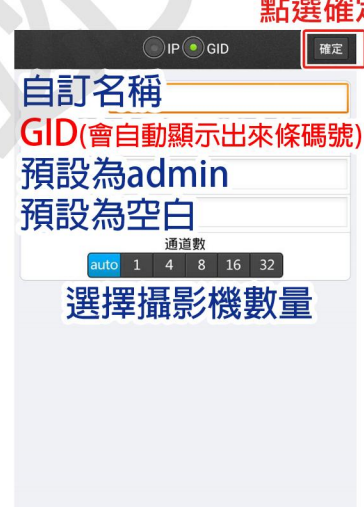 點選確定
IP GID 確定
自訂名稱
GID(會自動顯示出來條碼號)
預設為admin
預設為空白
通道數
auto 1 4 8 16 32
選擇攝影機數量